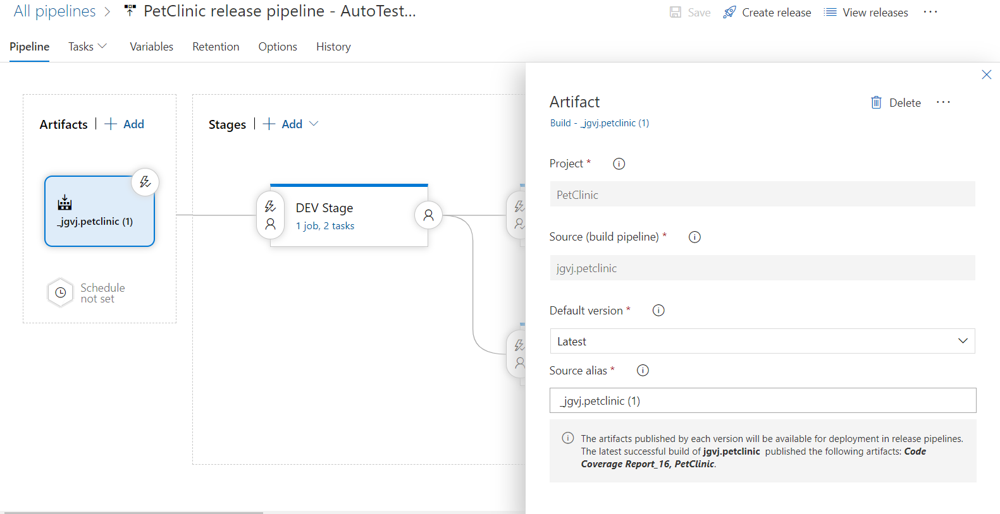 All pipelines > PetClinic release pipeline - AutoTest...
Save Create release View releases ...
Pipeline Tasks Variables Retention Options History
Artifacts | + Add
Stages | + Add
_jgvj.petclinic (1)
Schedule
not set
DEV Stage
1 job, 2 tasks
Artifact
Delete ...
Build - _jgvj.petclinic (1)
Project *
PetClinic
Source (build pipeline) *
jgvj.petclinic
Default version *
Latest
Source alias *
_jgvj.petclinic (1)
The artifacts published by each version will be available for deployment in release pipelines.
The latest successful build of jgvj.petclinic published the following artifacts: Code
Coverage Report_16, PetClinic.